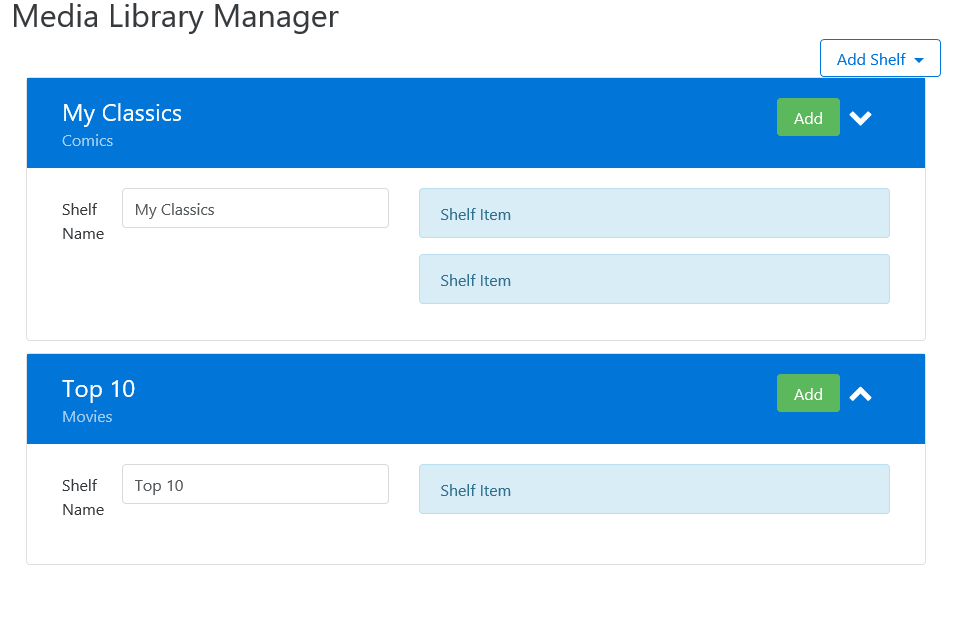 Media Library Manager
Add Shelf
My Classics
Comics
Add
Shelf Name
My Classics
Shelf Item
Shelf Item
Top 10
Movies
Add
Shelf Name
Top 10
Shelf Item